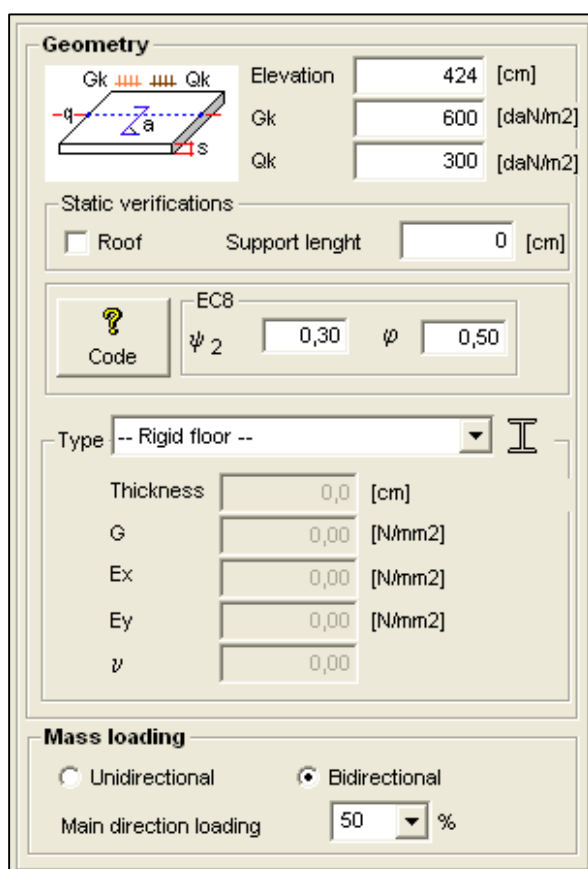 Geometry
Gk Qk
q a s
Elevation 424 [cm]
Gk 600 [daN/m2]
Qk 300 [daN/m2]
Static verifications
Roof Support lenght 0 [cm]
? Code
EC8
ψ 2 0,30 φ 0,50
Type -- Rigid floor --
Thickness 0,0 [cm]
G 0,00 [N/mm2]
Ex 0,00 [N/mm2]
Ey 0,00 [N/mm2]
ν 0,00
Mass loading
Unidirectional Bidirectional
Main direction loading 50 %